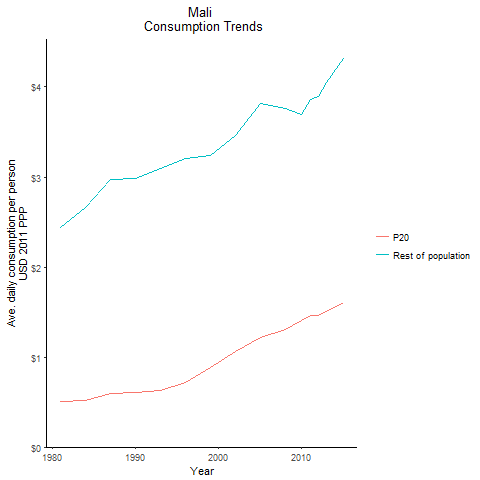 Mali
Consumption Trends
$4
$3
$2
$1
$0
Ave. daily consumption per person
USD 2011 PPP
1980
1990
2000
2010
Year
P20
Rest of population